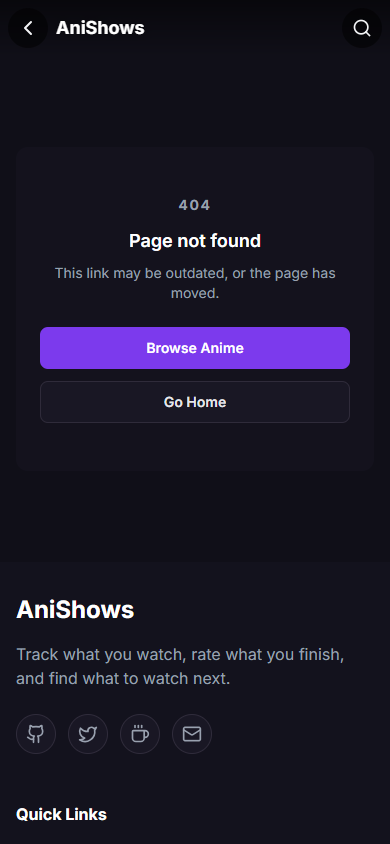 AniShows
404
Page not found
This link may be outdated, or the page has
moved.
Browse Anime
Go Home
AniShows
Track what you watch, rate what you finish,
and find what to watch next.
Quick Links